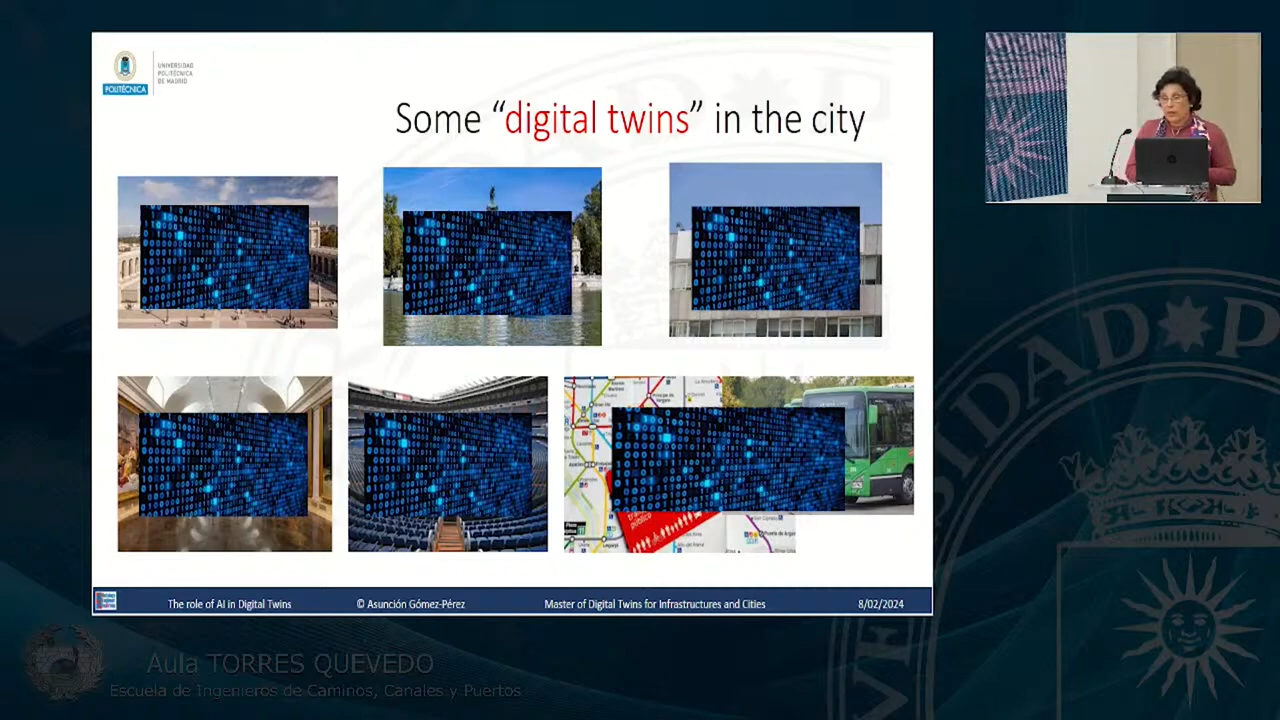 UNIVERSIDAD
POLITÉCNICA
DE MADRID
POLITÉCNICA
Some “digital twins” in the city
público
The role of AI in Digital Twins
© Asunción Gómez-Pérez
Master of Digital Twins for Infrastructures and Cities
8/02/2024
Aula TORRES QUEVEDO
Escuela de Ingenieros de Caminos, Canales y Puertos